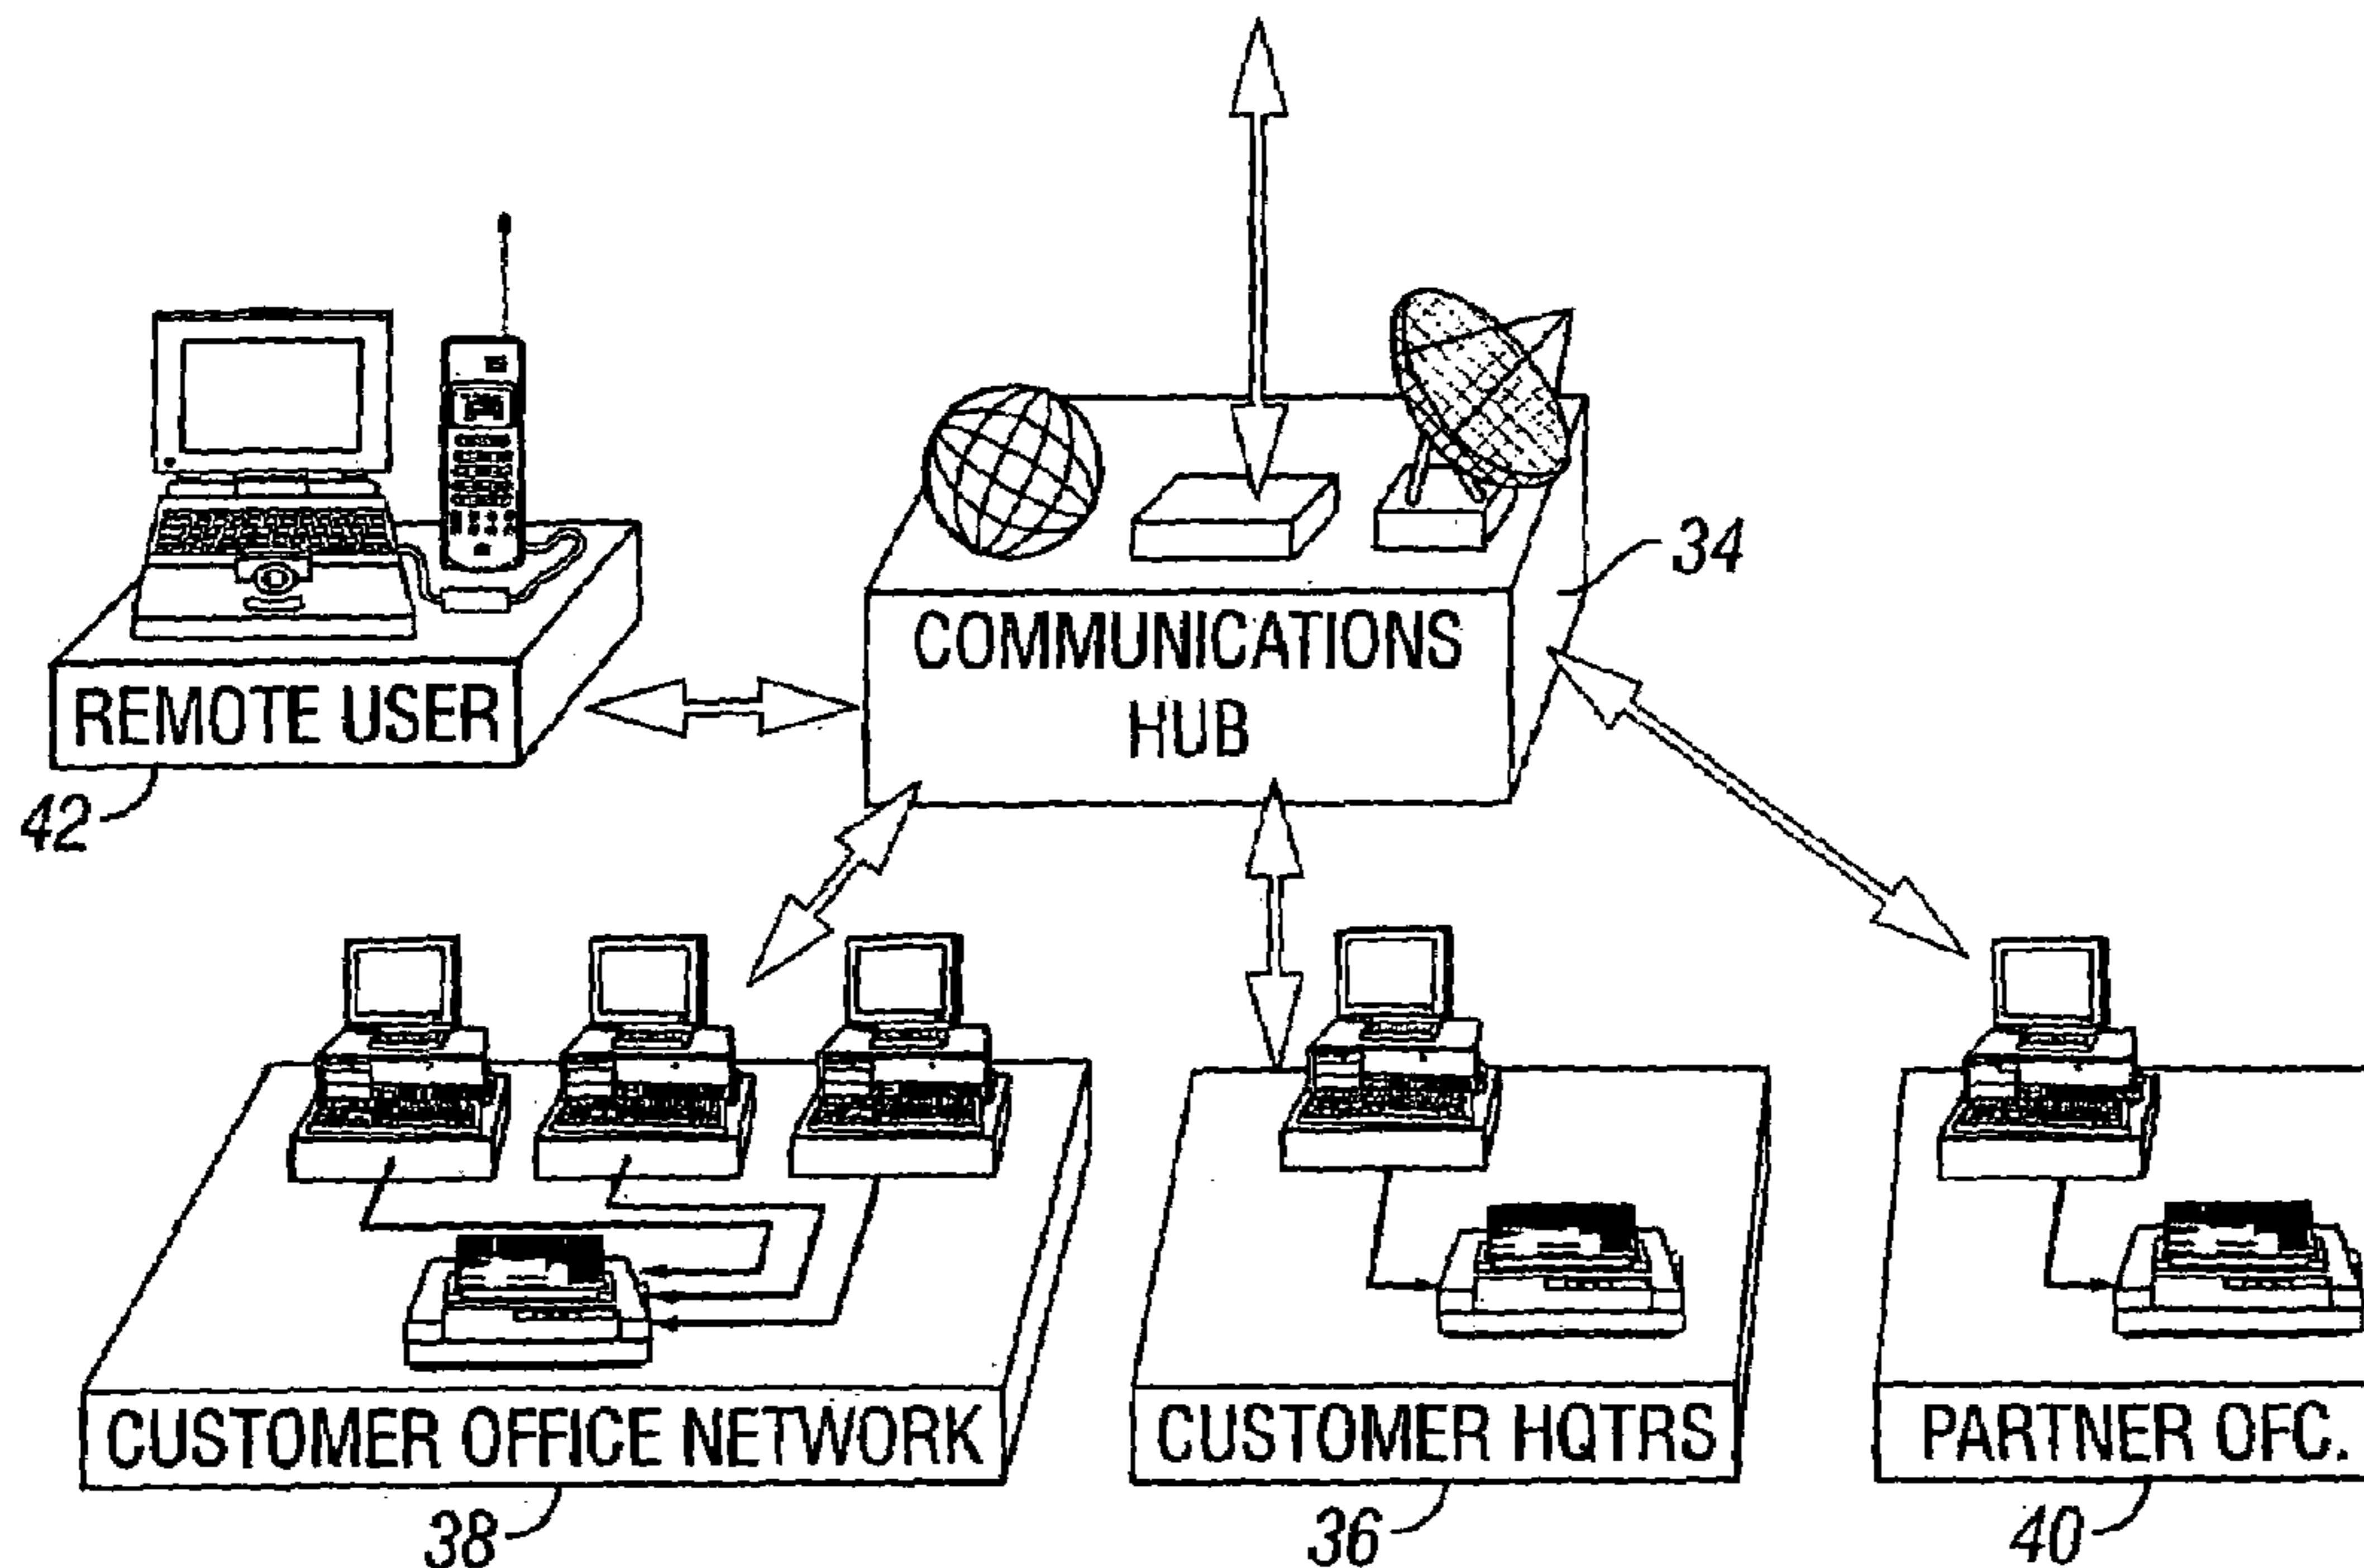 34
COMMUNICATIONS
HUB
REMOTE USER
42
CUSTOMER OFFICE NETWORK
CUSTOMER HQTRS
PARTNER OFC.
38
36
40